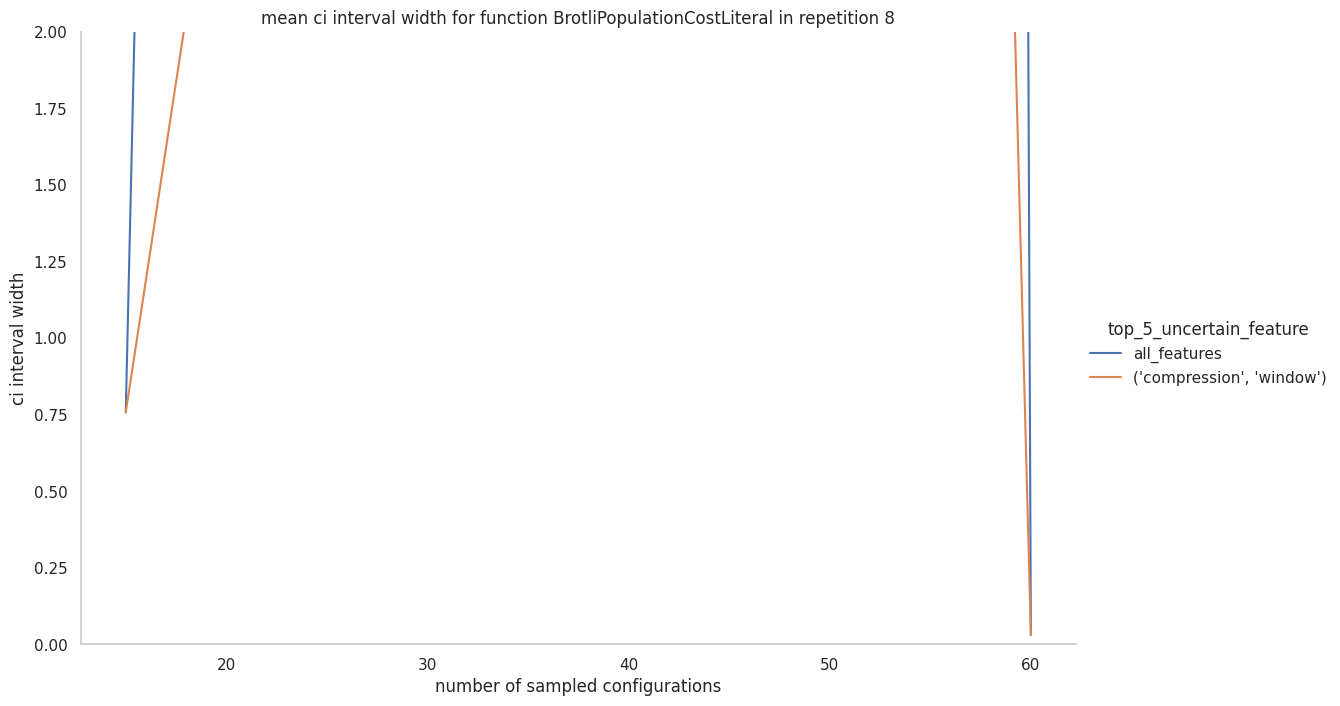 mean ci interval width for function BrotliPopulationCostLiteral in repetition 8
2.00
1.75
1.50
1.25
1.00
0.75
0.50
0.25
0.00
ci interval width
20
30
40
50
60
number of sampled configurations
top_5_uncertain_feature
all_features
('compression', 'window')